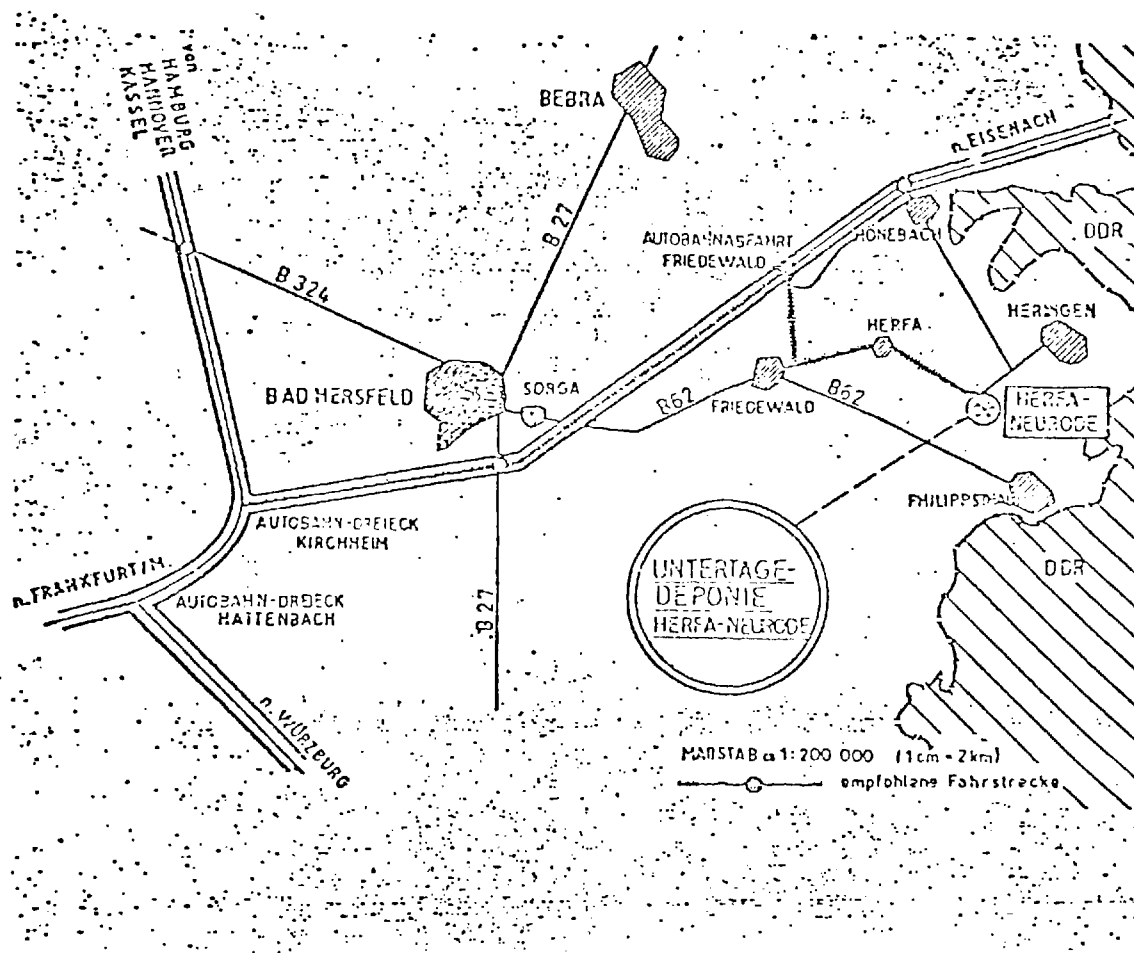 von
HAMBURG
HANNOVER
KASSEL
BEBRA
n. EISENACH
B 27
AUTOBAHNABFAHRT
FRIEDEWALD
HÖNEBACH
DDR
B 324
HERFA
HERINGEN
BAD HERSFELD
SORGA
B62
FRIEDEWALD
B62
HERFA-
NEURODE
PHILIPPSTHAL
AUTOBAHN-DREIECK
KIRCHHEIM
n. FRANKFURT/M.
AUTOBAHN-DREIECK
HATTENBACH
B 27
UNTERTAGE-
DEPONIE
HERFA-NEURODE
DDR
n. WÜRZBURG
MAßSTAB ca 1:200 000 (1cm = 2km)
empfohlene Fahrstrecke